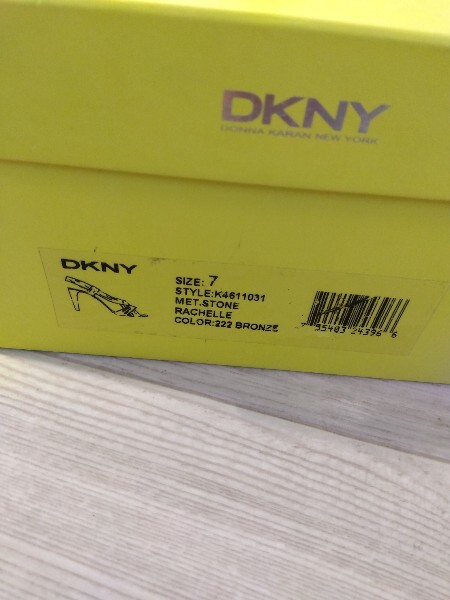 DKNY
DONNA KARAN NEW YORK
DKNY
SIZE: 7
STYLE:K4611031
MET.STONE
RACHELLE
COLOR:222 BRONZE
7 95403 24396 6